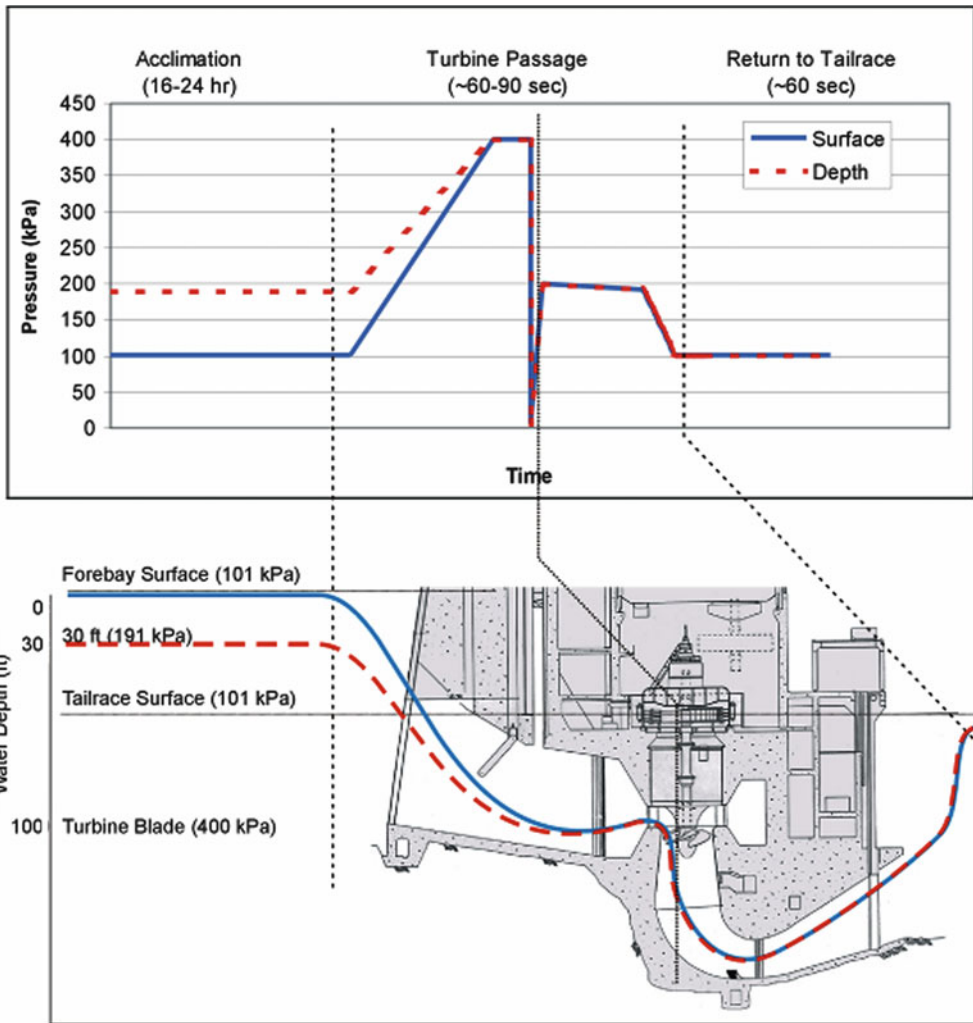 Acclimation
(16-24 hr)
Turbine Passage
(~60-90 sec)
Return to Tailrace
(~60 sec)
450
400
350
300
250
200
150
100
50
0
Pressure (kPa)
Surface
Depth
Time
Forebay Surface (101 kPa)
0
30 ft (191 kPa)
30
Tailrace Surface (101 kPa)
Water Depth (ft)
100
Turbine Blade (400 kPa)